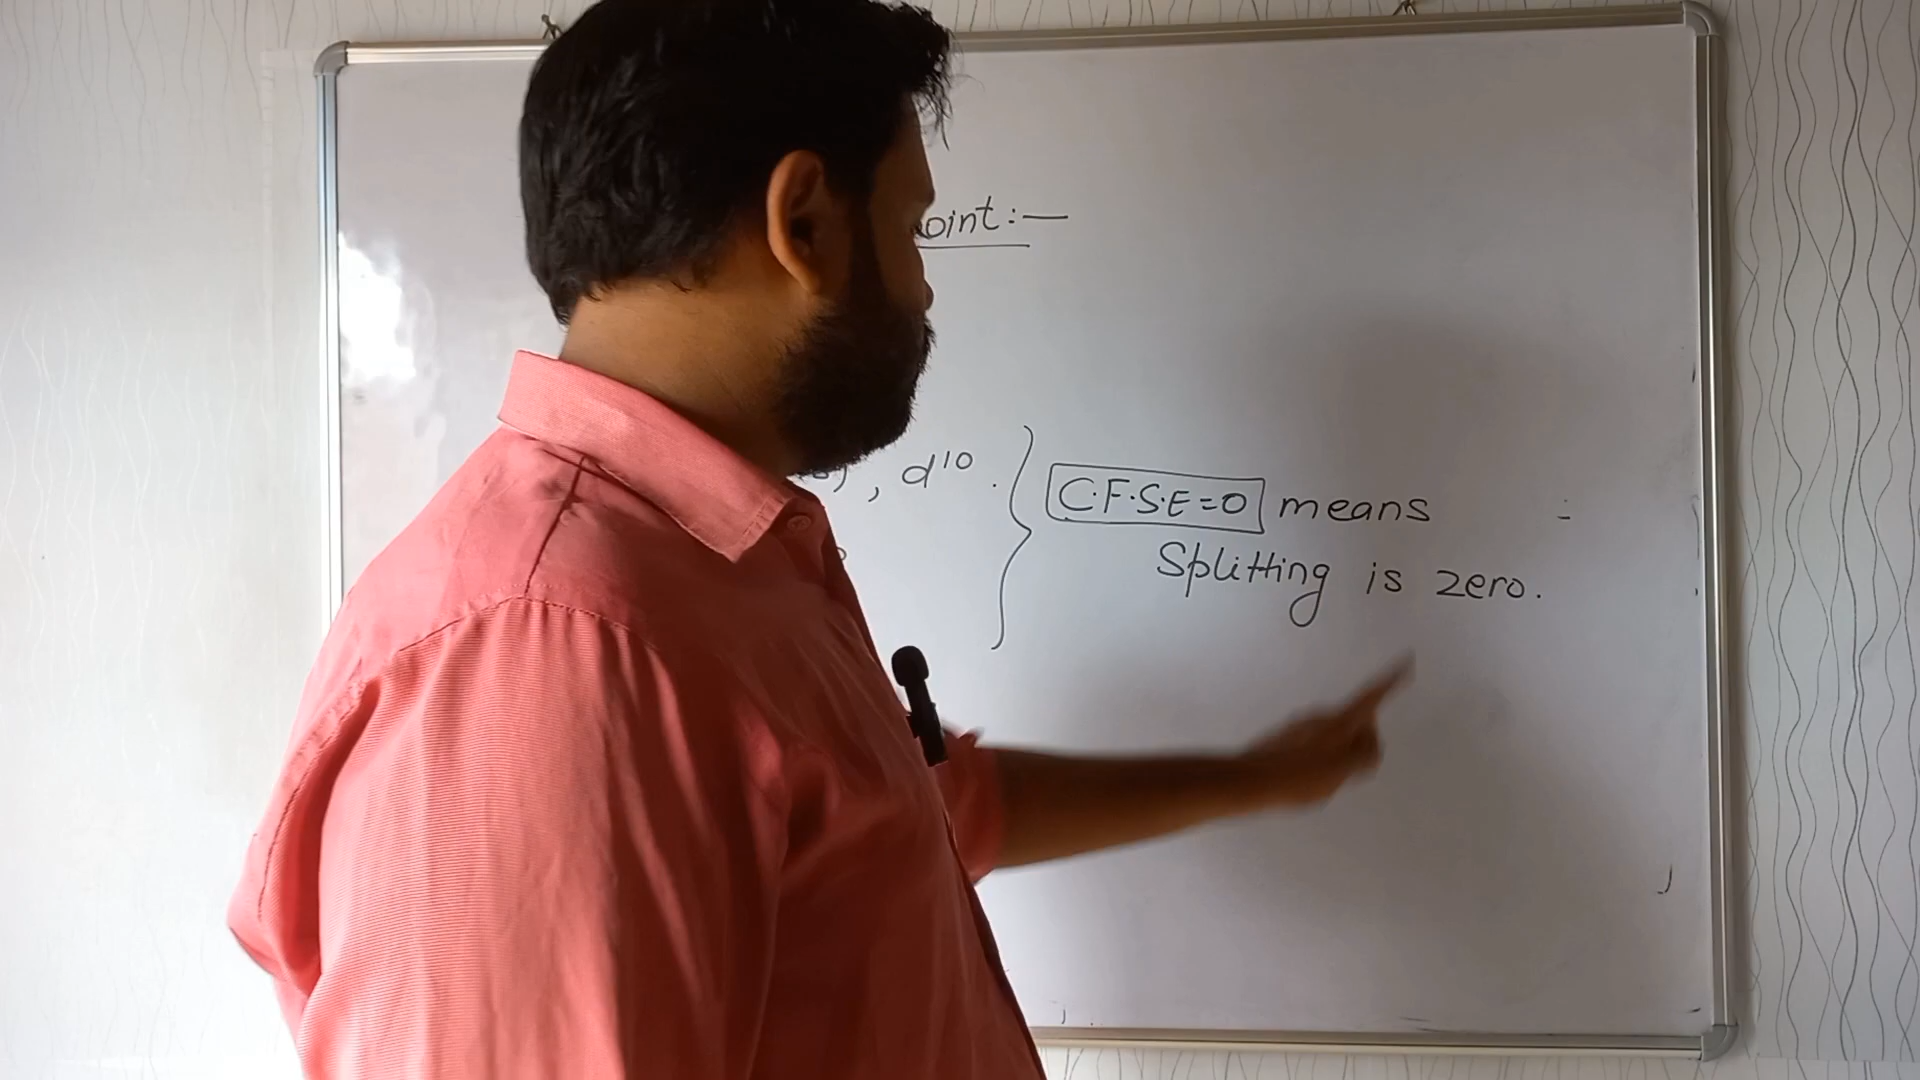 oint:—
, d¹⁰ . } C.F.S.E=0 means
Splitting is zero.